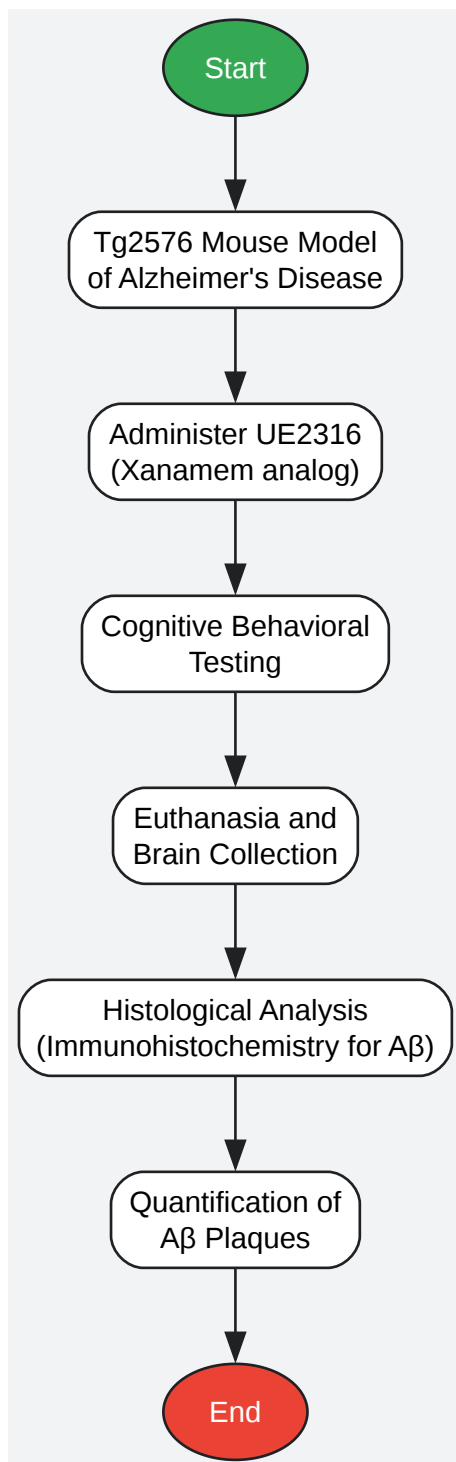 Start
Tg2576 Mouse Model
of Alzheimer's Disease
Administer UE2316
(Xanamem analog)
Cognitive Behavioral
Testing
Euthanasia and
Brain Collection
Histological Analysis
(Immunohistochemistry for Aβ)
Quantification of
Aβ Plaques
End